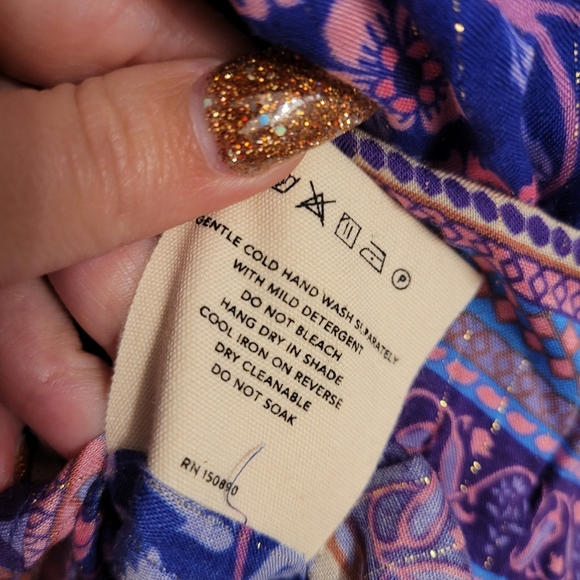 P
GENTLE COLD HAND WASH SEPARATELY
WITH MILD DETERGENT
DO NOT BLEACH
HANG DRY IN SHADE
COOL IRON ON REVERSE
DRY CLEANABLE
DO NOT SOAK
RN 150890